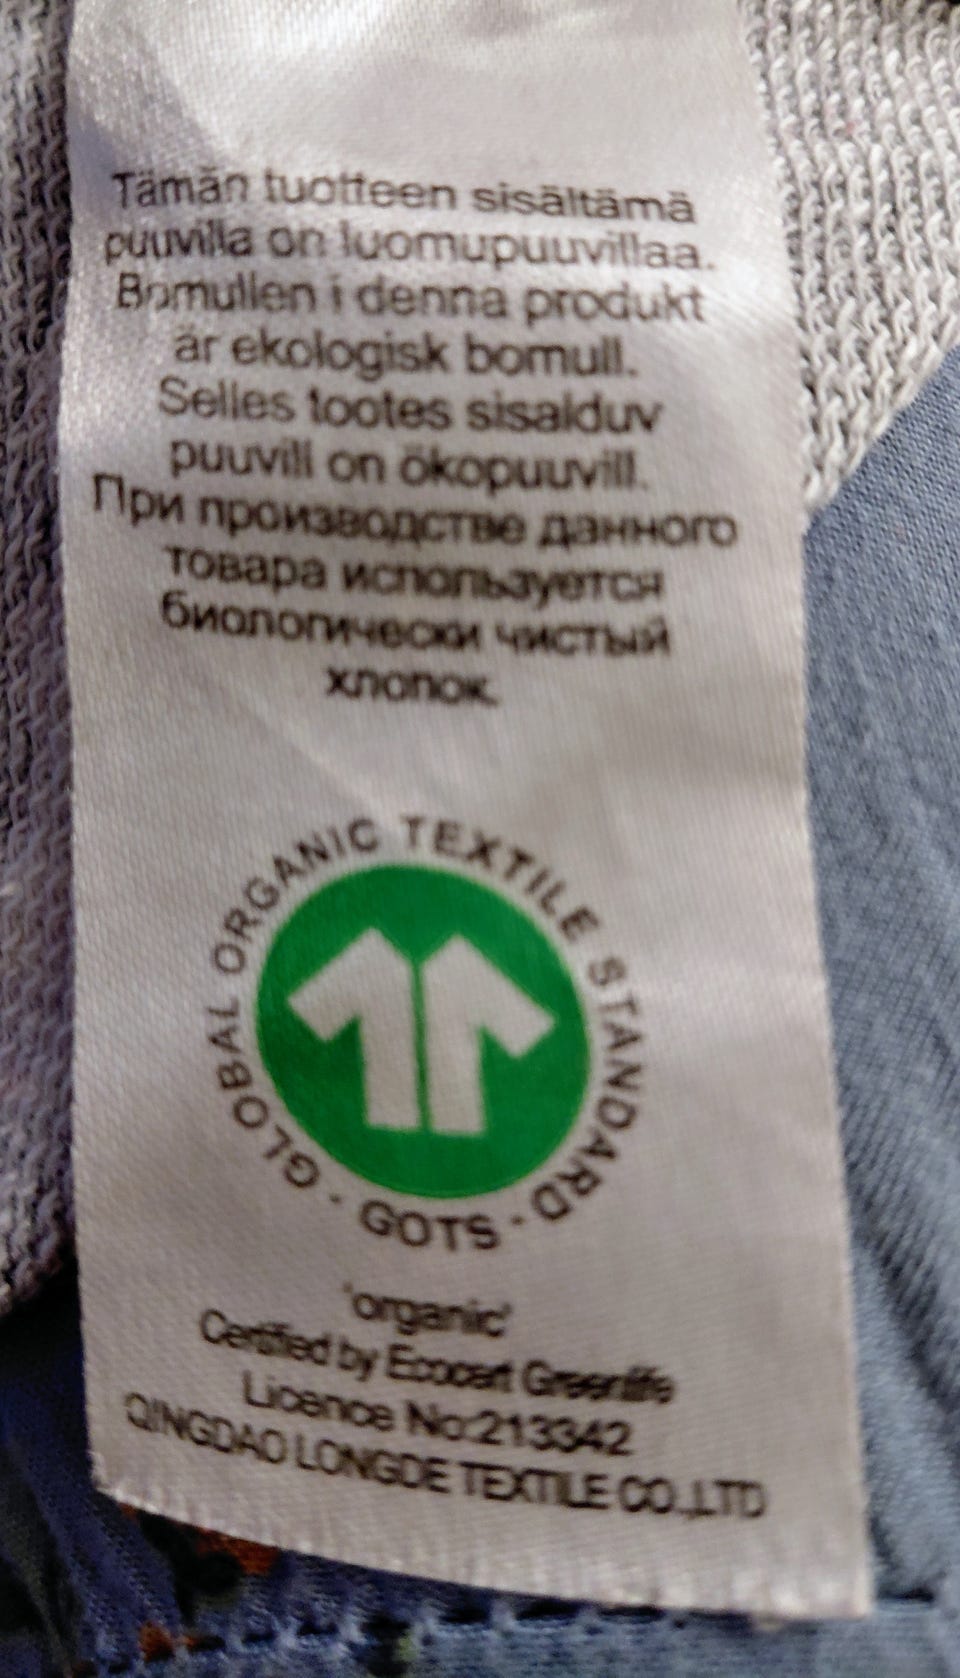 Tämän tuotteen sisältämä
puuvilla on luomupuuvillaa.
Bomullen i denna produkt
är ekologisk bomull.
Selles tootes sisalduv
puuvill on ökopuuvill.
При производстве данного
товара используется
биологически чистый
хлопок.
GLOBAL ORGANIC TEXTILE STANDARD · GOTS ·
'organic'
Certified by Ecocert Greenlife
Licence No:213342
QINGDAO LONGDE TEXTILE CO.,LTD